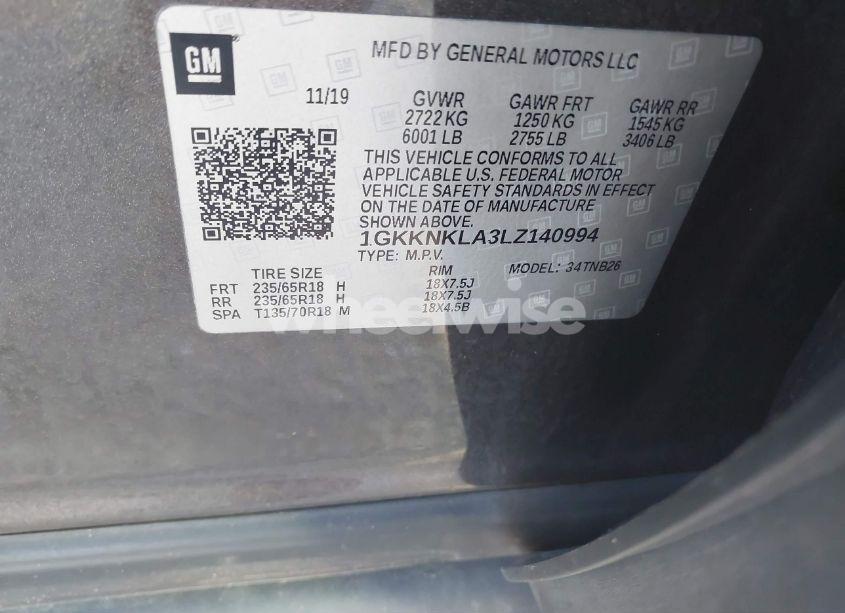 GM
MFD BY GENERAL MOTORS LLC
11/19 GVWR GAWR FRT GAWR RR
2722 KG 1250 KG 1545 KG
6001 LB 2755 LB 3406 LB
THIS VEHICLE CONFORMS TO ALL
APPLICABLE U.S. FEDERAL MOTOR
VEHICLE SAFETY STANDARDS IN EFFECT
ON THE DATE OF MANUFACTURE
SHOWN ABOVE.
1GKKNKLA3LZ140994
TYPE: M.P.V. MODEL: 34TNB26
TIRE SIZE RIM
FRT 235/65R18 H 18X7.5J
RR 235/65R18 H 18X7.5J
SPA T135/70R18 M 18X4.5B
wheelwise